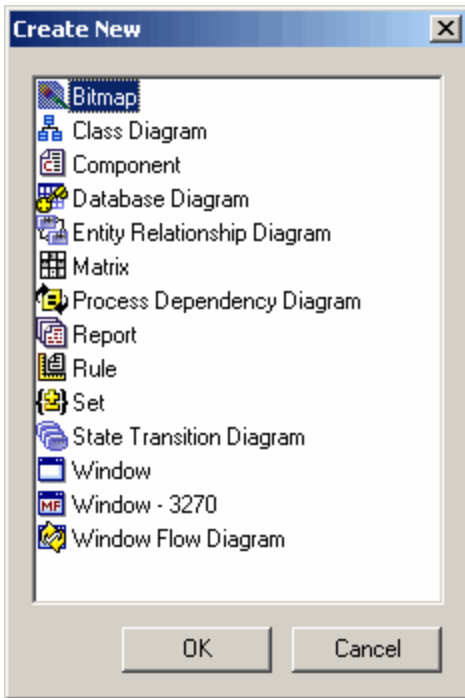 Create New
Bitmap
Class Diagram
Component
Database Diagram
Entity Relationship Diagram
Matrix
Process Dependency Diagram
Report
Rule
Set
State Transition Diagram
Window
MF Window - 3270
Window Flow Diagram
OK Cancel